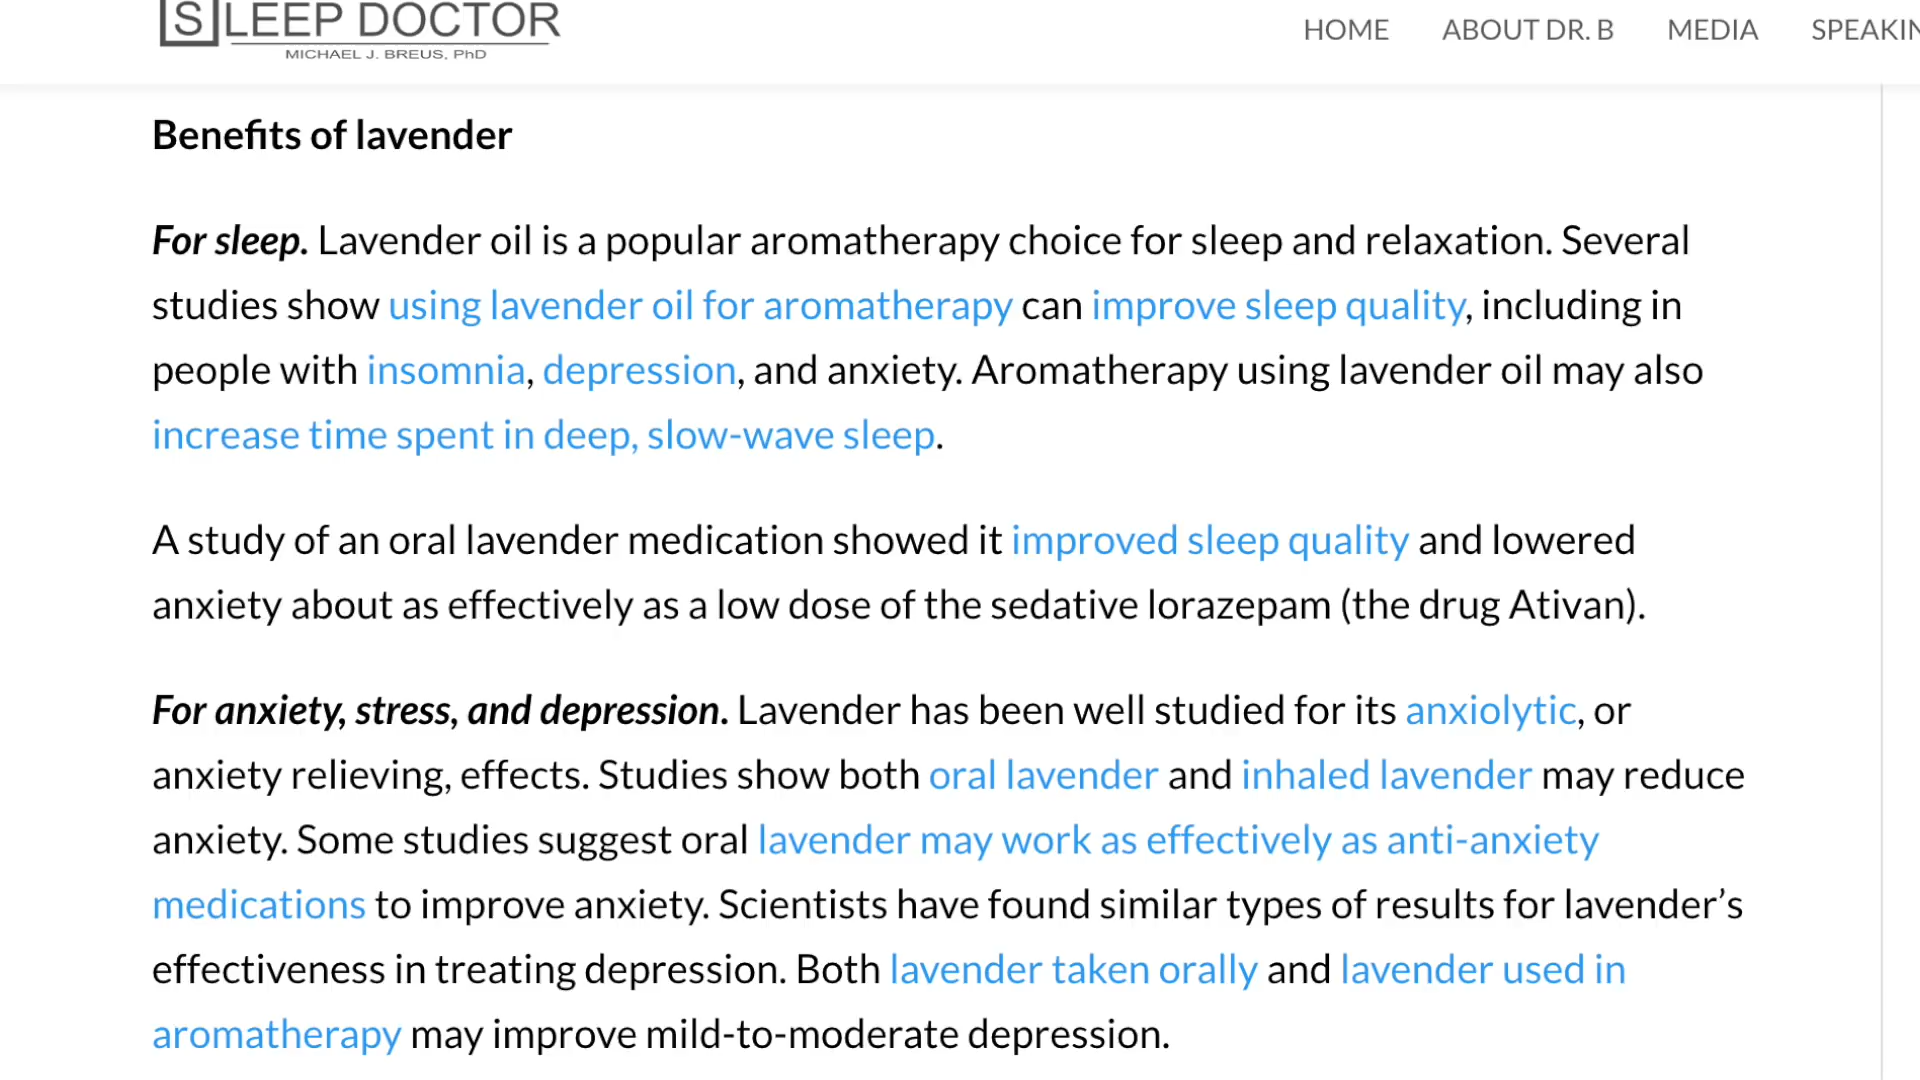 SLEEP DOCTOR
MICHAEL J. BREUS, PhD
HOME ABOUT DR. B MEDIA SPEAKIN
Benefits of lavender
For sleep. Lavender oil is a popular aromatherapy choice for sleep and relaxation. Several
studies show using lavender oil for aromatherapy can improve sleep quality, including in
people with insomnia, depression, and anxiety. Aromatherapy using lavender oil may also
increase time spent in deep, slow-wave sleep.
A study of an oral lavender medication showed it improved sleep quality and lowered
anxiety about as effectively as a low dose of the sedative lorazepam (the drug Ativan).
For anxiety, stress, and depression. Lavender has been well studied for its anxiolytic, or
anxiety relieving, effects. Studies show both oral lavender and inhaled lavender may reduce
anxiety. Some studies suggest oral lavender may work as effectively as anti-anxiety
medications to improve anxiety. Scientists have found similar types of results for lavender’s
effectiveness in treating depression. Both lavender taken orally and lavender used in
aromatherapy may improve mild-to-moderate depression.